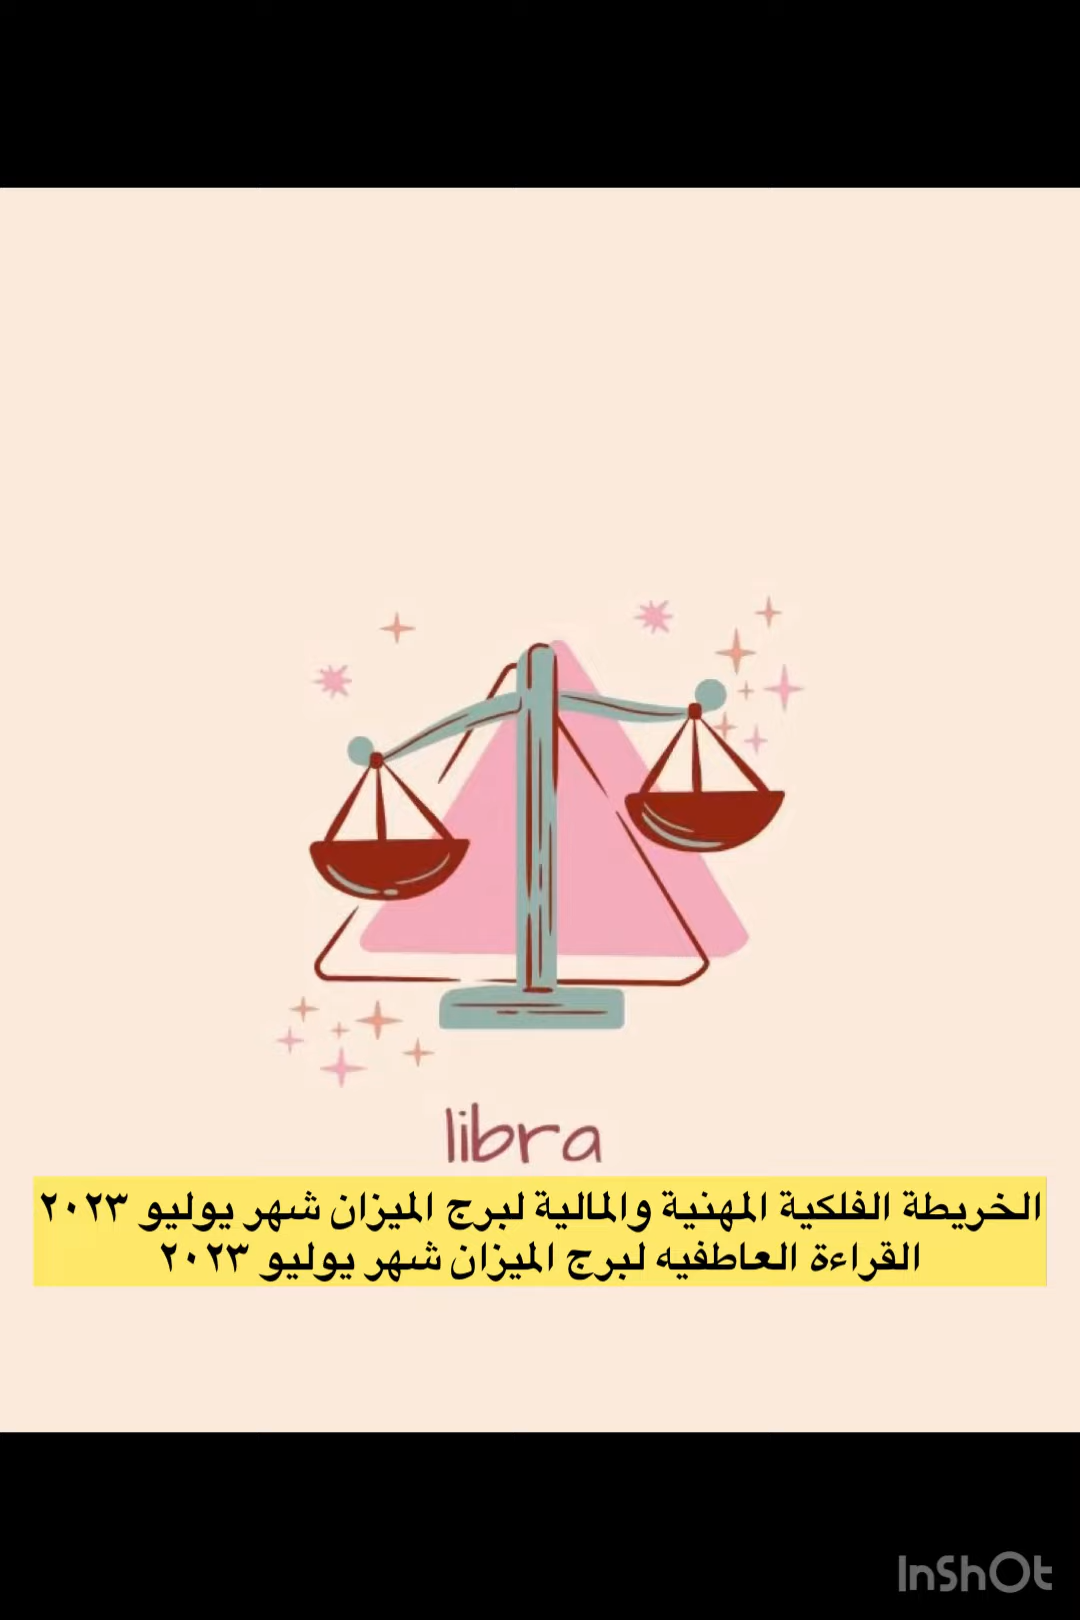 libra
الخريطة الفلكية المهنية والمالية لبرج الميزان شهر يوليو ٢٠٢٣
القراءة العاطفيه لبرج الميزان شهر يوليو ٢٠٢٣
InShOt